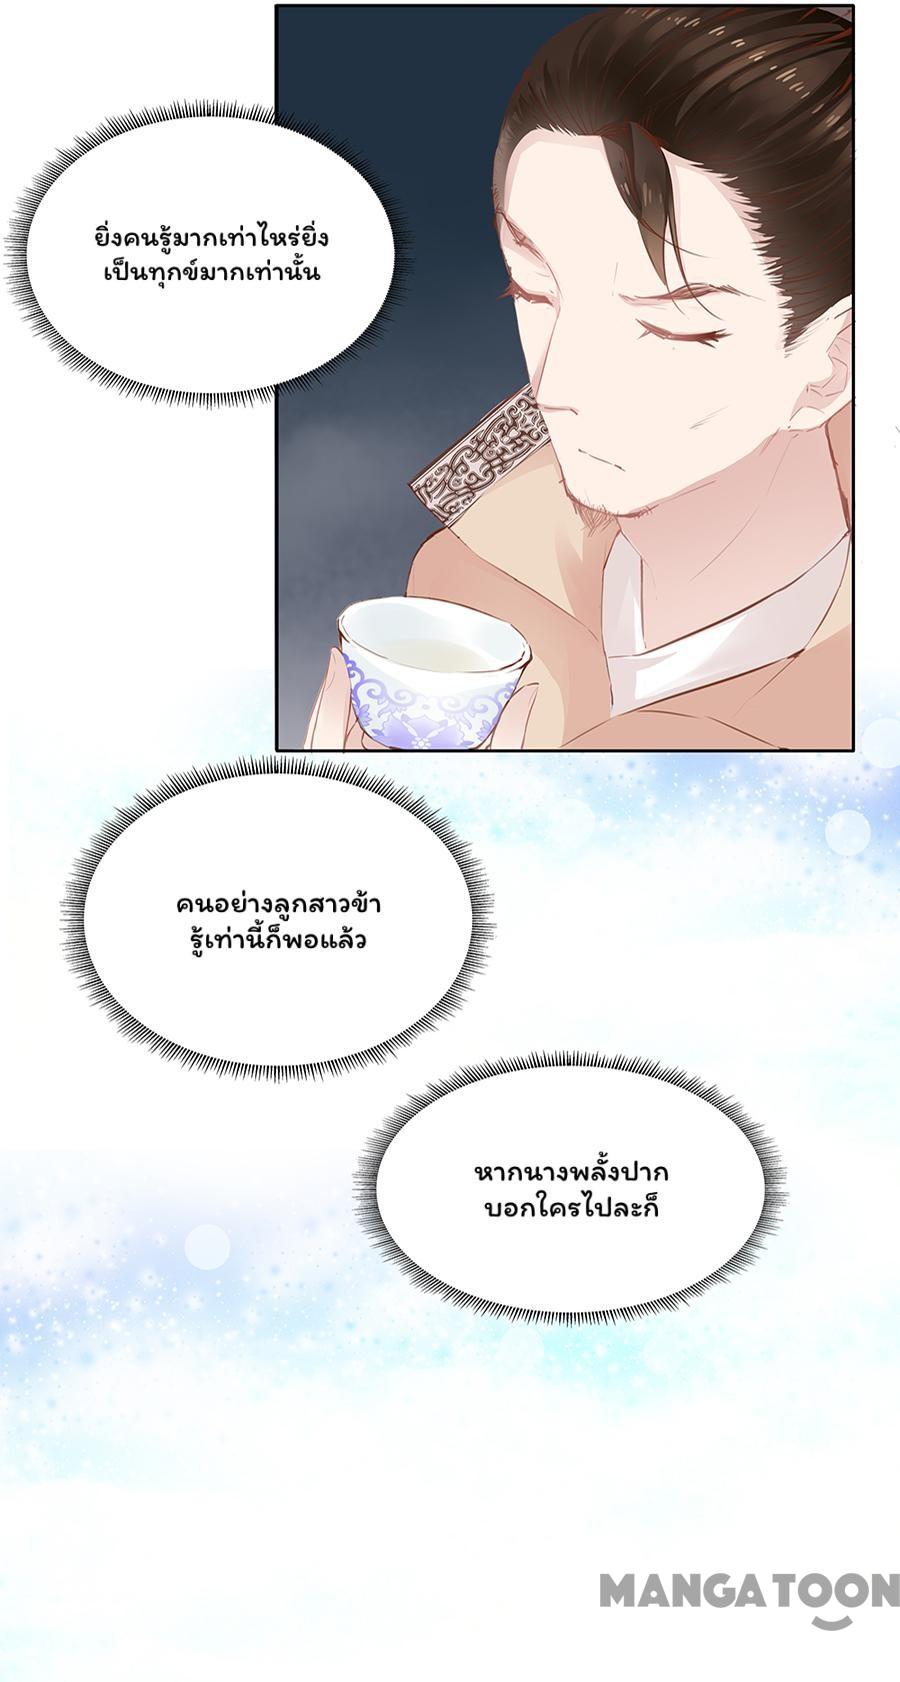 ยิ่งคนรู้มากเท่าไหร่ยิ่ง
เป็นทุกข์มากเท่านั้น
คนอย่างลูกสาวข้า
รู้เท่านี้ก็พอแล้ว
หากนางพลั้งปาก
บอกใครไปละก็
MANGATOON